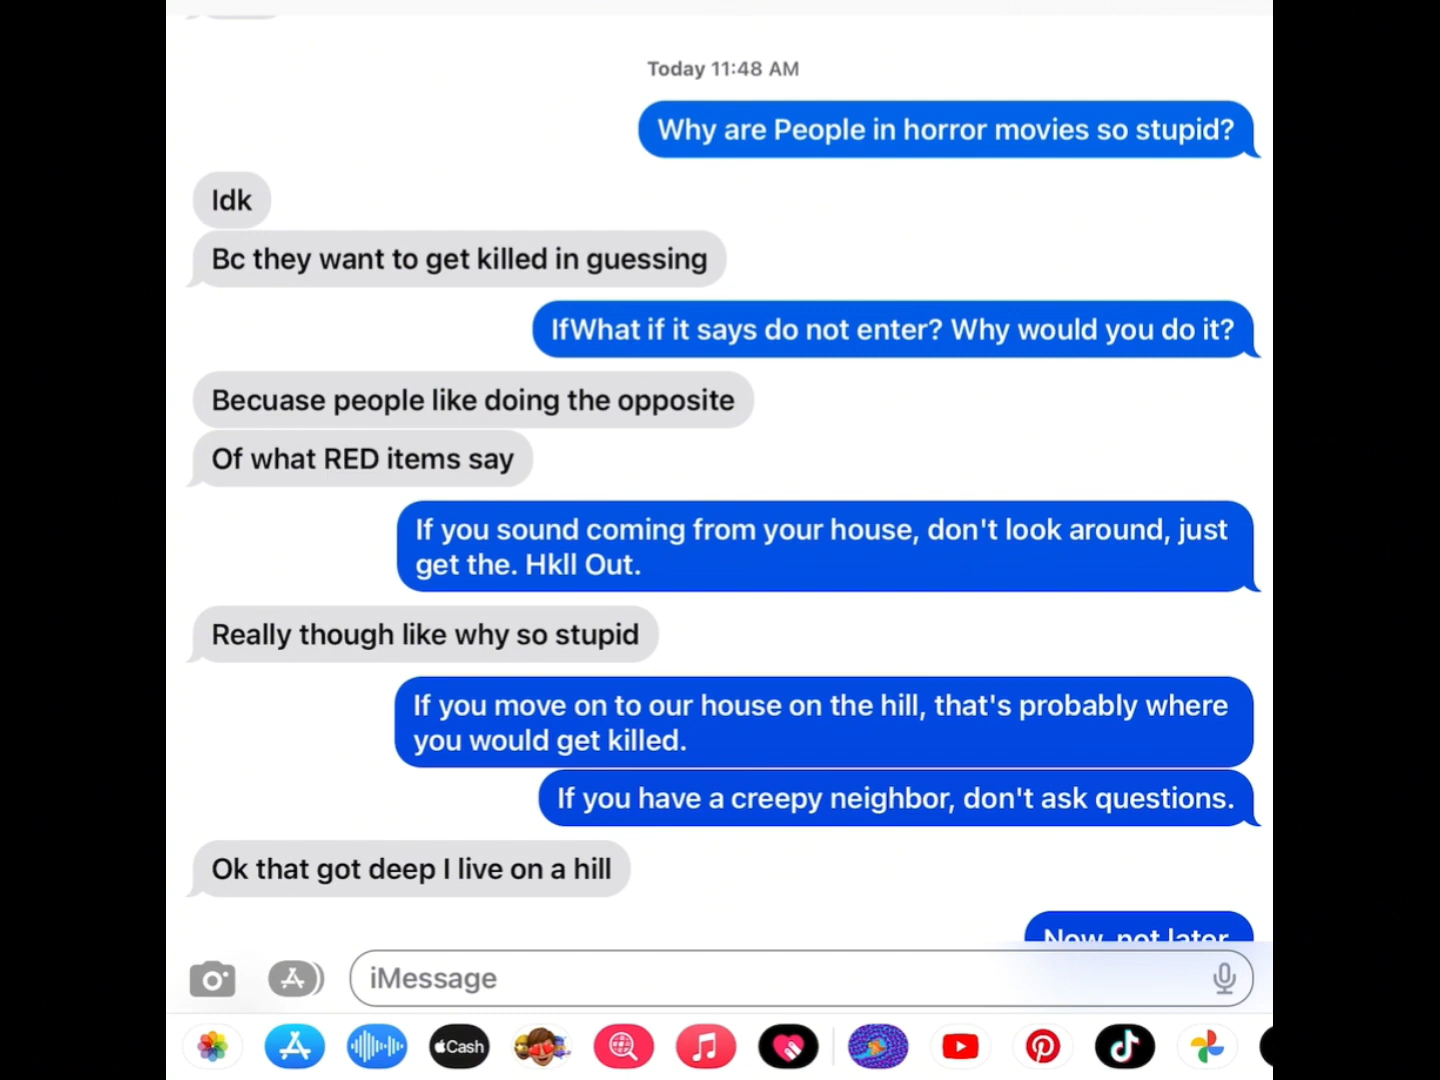 Today 11:48 AM
Why are People in horror movies so stupid?
Idk
Bc they want to get killed in guessing
IfWhat if it says do not enter? Why would you do it?
Becuase people like doing the opposite
Of what RED items say
If you sound coming from your house, don't look around, just
get the. Hkll Out.
Really though like why so stupid
If you move on to our house on the hill, that's probably where
you would get killed.
If you have a creepy neighbor, don't ask questions.
Ok that got deep I live on a hill
Now, not later
iMessage
Cash